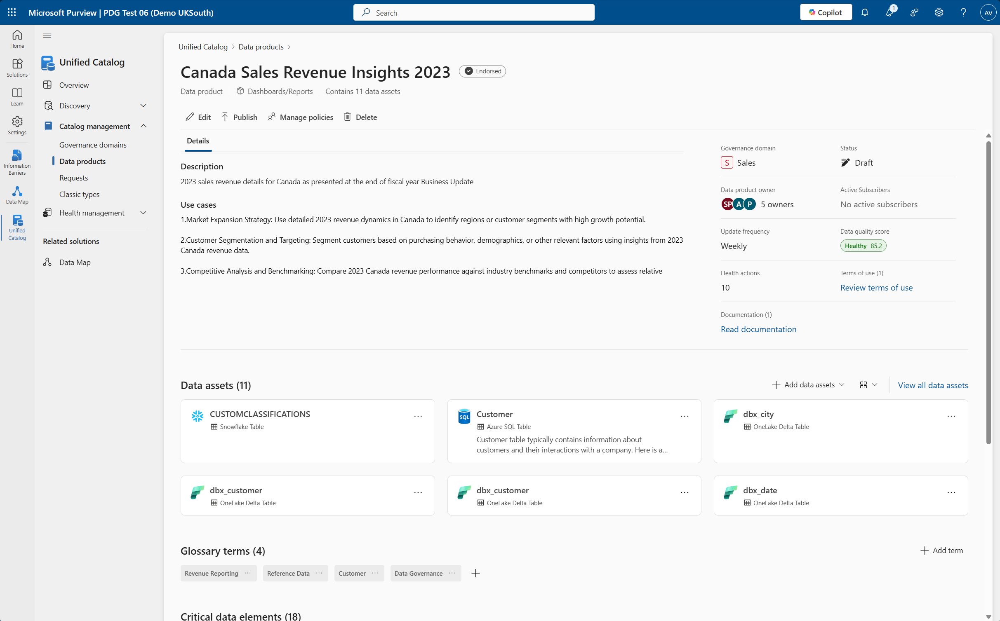 Microsoft Purview | PDG Test 06 (Demo UKSouth)
Search
Copilot
1
AV
Home
Solutions
Learn
Settings
Information
Barriers
Data Map
Unified
Catalog
Unified Catalog
Overview
Discovery
Catalog management
Governance domains
Data products
Requests
Classic types
Health management
Related solutions
Data Map
Unified Catalog > Data products >
Canada Sales Revenue Insights 2023
Endorsed
Data product
Dashboards/Reports
Contains 11 data assets
Edit
Publish
Manage policies
Delete
Details
Description
2023 sales revenue details for Canada as presented at the end of fiscal year Business Update
Use cases
1.Market Expansion Strategy: Use detailed 2023 revenue dynamics in Canada to identify regions or customer segments with high growth potential.
2.Customer Segmentation and Targeting: Segment customers based on purchasing behavior, demographics, or other relevant factors using insights from 2023
Canada revenue data.
3.Competitive Analysis and Benchmarking: Compare 2023 Canada revenue performance against industry benchmarks and competitors to assess relative
Governance domain
S Sales
Status
Draft
Data product owner
SP A P 5 owners
Active Subscribers
No active subscribers
Update frequency
Weekly
Data quality score
Healthy 85.2
Health actions
10
Terms of use (1)
Review terms of use
Documentation (1)
Read documentation
Data assets (11)
Add data assets
View all data assets
CUSTOMCLASSIFICATIONS
Snowflake Table
SQL
Customer
Azure SQL Table
Customer table typically contains information about
customers and their interactions with a company. Here is a...
dbx_city
OneLake Delta Table
dbx_customer
OneLake Delta Table
dbx_customer
OneLake Delta Table
dbx_date
OneLake Delta Table
Glossary terms (4)
Add term
Revenue Reporting
Reference Data
Customer
Data Governance
Critical data elements (18)